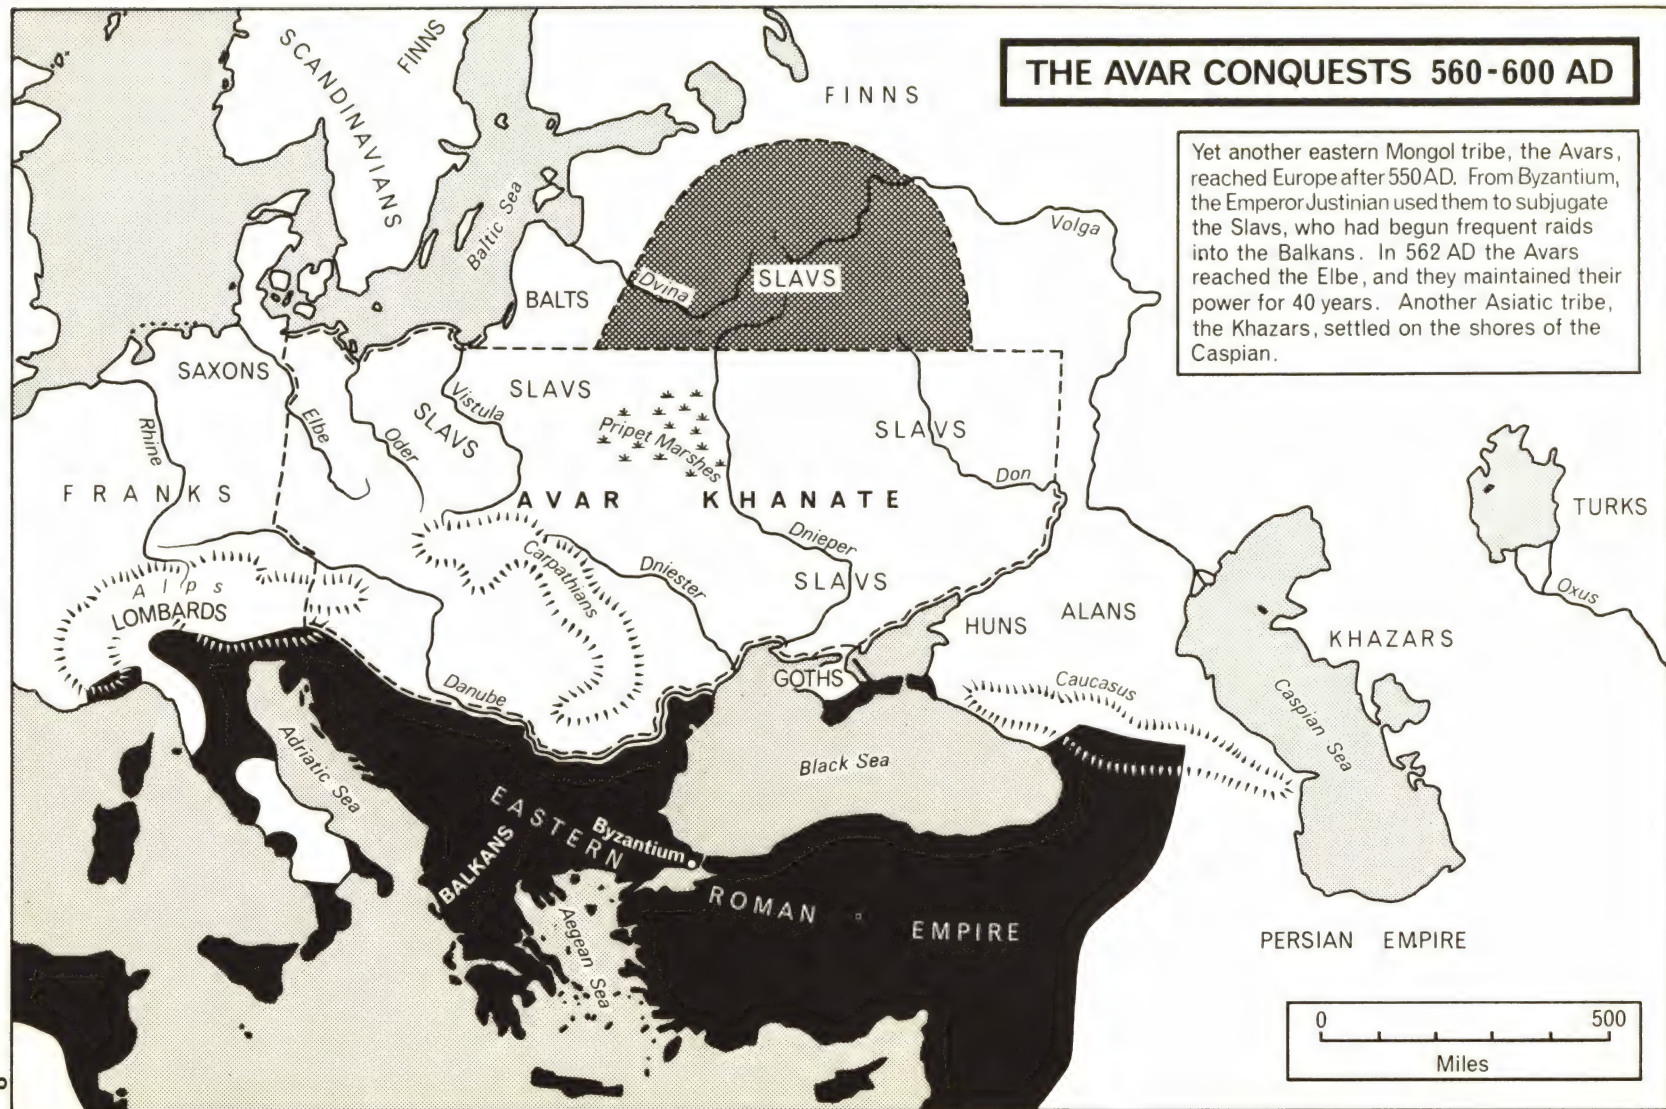 THE AVAR CONQUESTS 560-600 AD
Yet another eastern Mongol tribe, the Avars,
reached Europe after 550 AD. From Byzantium,
the Emperor Justinian used them to subjugate
the Slavs, who had begun frequent raids
into the Balkans. In 562 AD the Avars
reached the Elbe, and they maintained their
power for 40 years. Another Asiatic tribe,
the Khazars, settled on the shores of the
Caspian.
SCANDINAVIANS
FINNS
FINNS
Baltic Sea
Volga
Dvina
SLAVS
BALTS
SAXONS
SLAVS
Vistula
SLAVS
Elbe
Oder
Rhine
Pripet Marshes
SLAVS
Don
FRANKS
AVAR KHANATE
TURKS
Dnieper
Carpathians
Dniester
SLAVS
Alps
LOMBARDS
Oxus
HUNS
ALANS
KHAZARS
GOTHS
Danube
Caucasus
Caspian Sea
Adriatic Sea
Black Sea
EASTERN
Byzantium
BALKANS
ROMAN
EMPIRE
Aegean Sea
PERSIAN EMPIRE
0 500
Miles